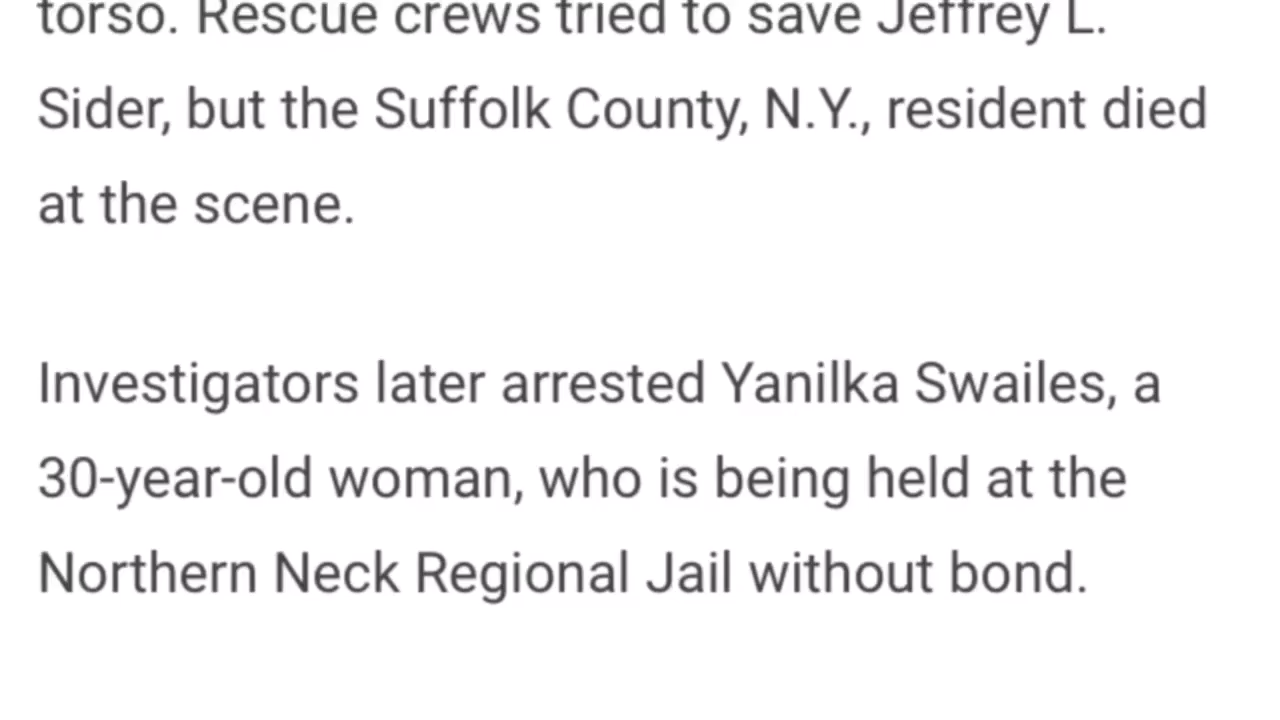 torso. Rescue crews tried to save Jeffrey L.
Sider, but the Suffolk County, N.Y., resident died
at the scene.
Investigators later arrested Yanilka Swailes, a
30-year-old woman, who is being held at the
Northern Neck Regional Jail without bond.